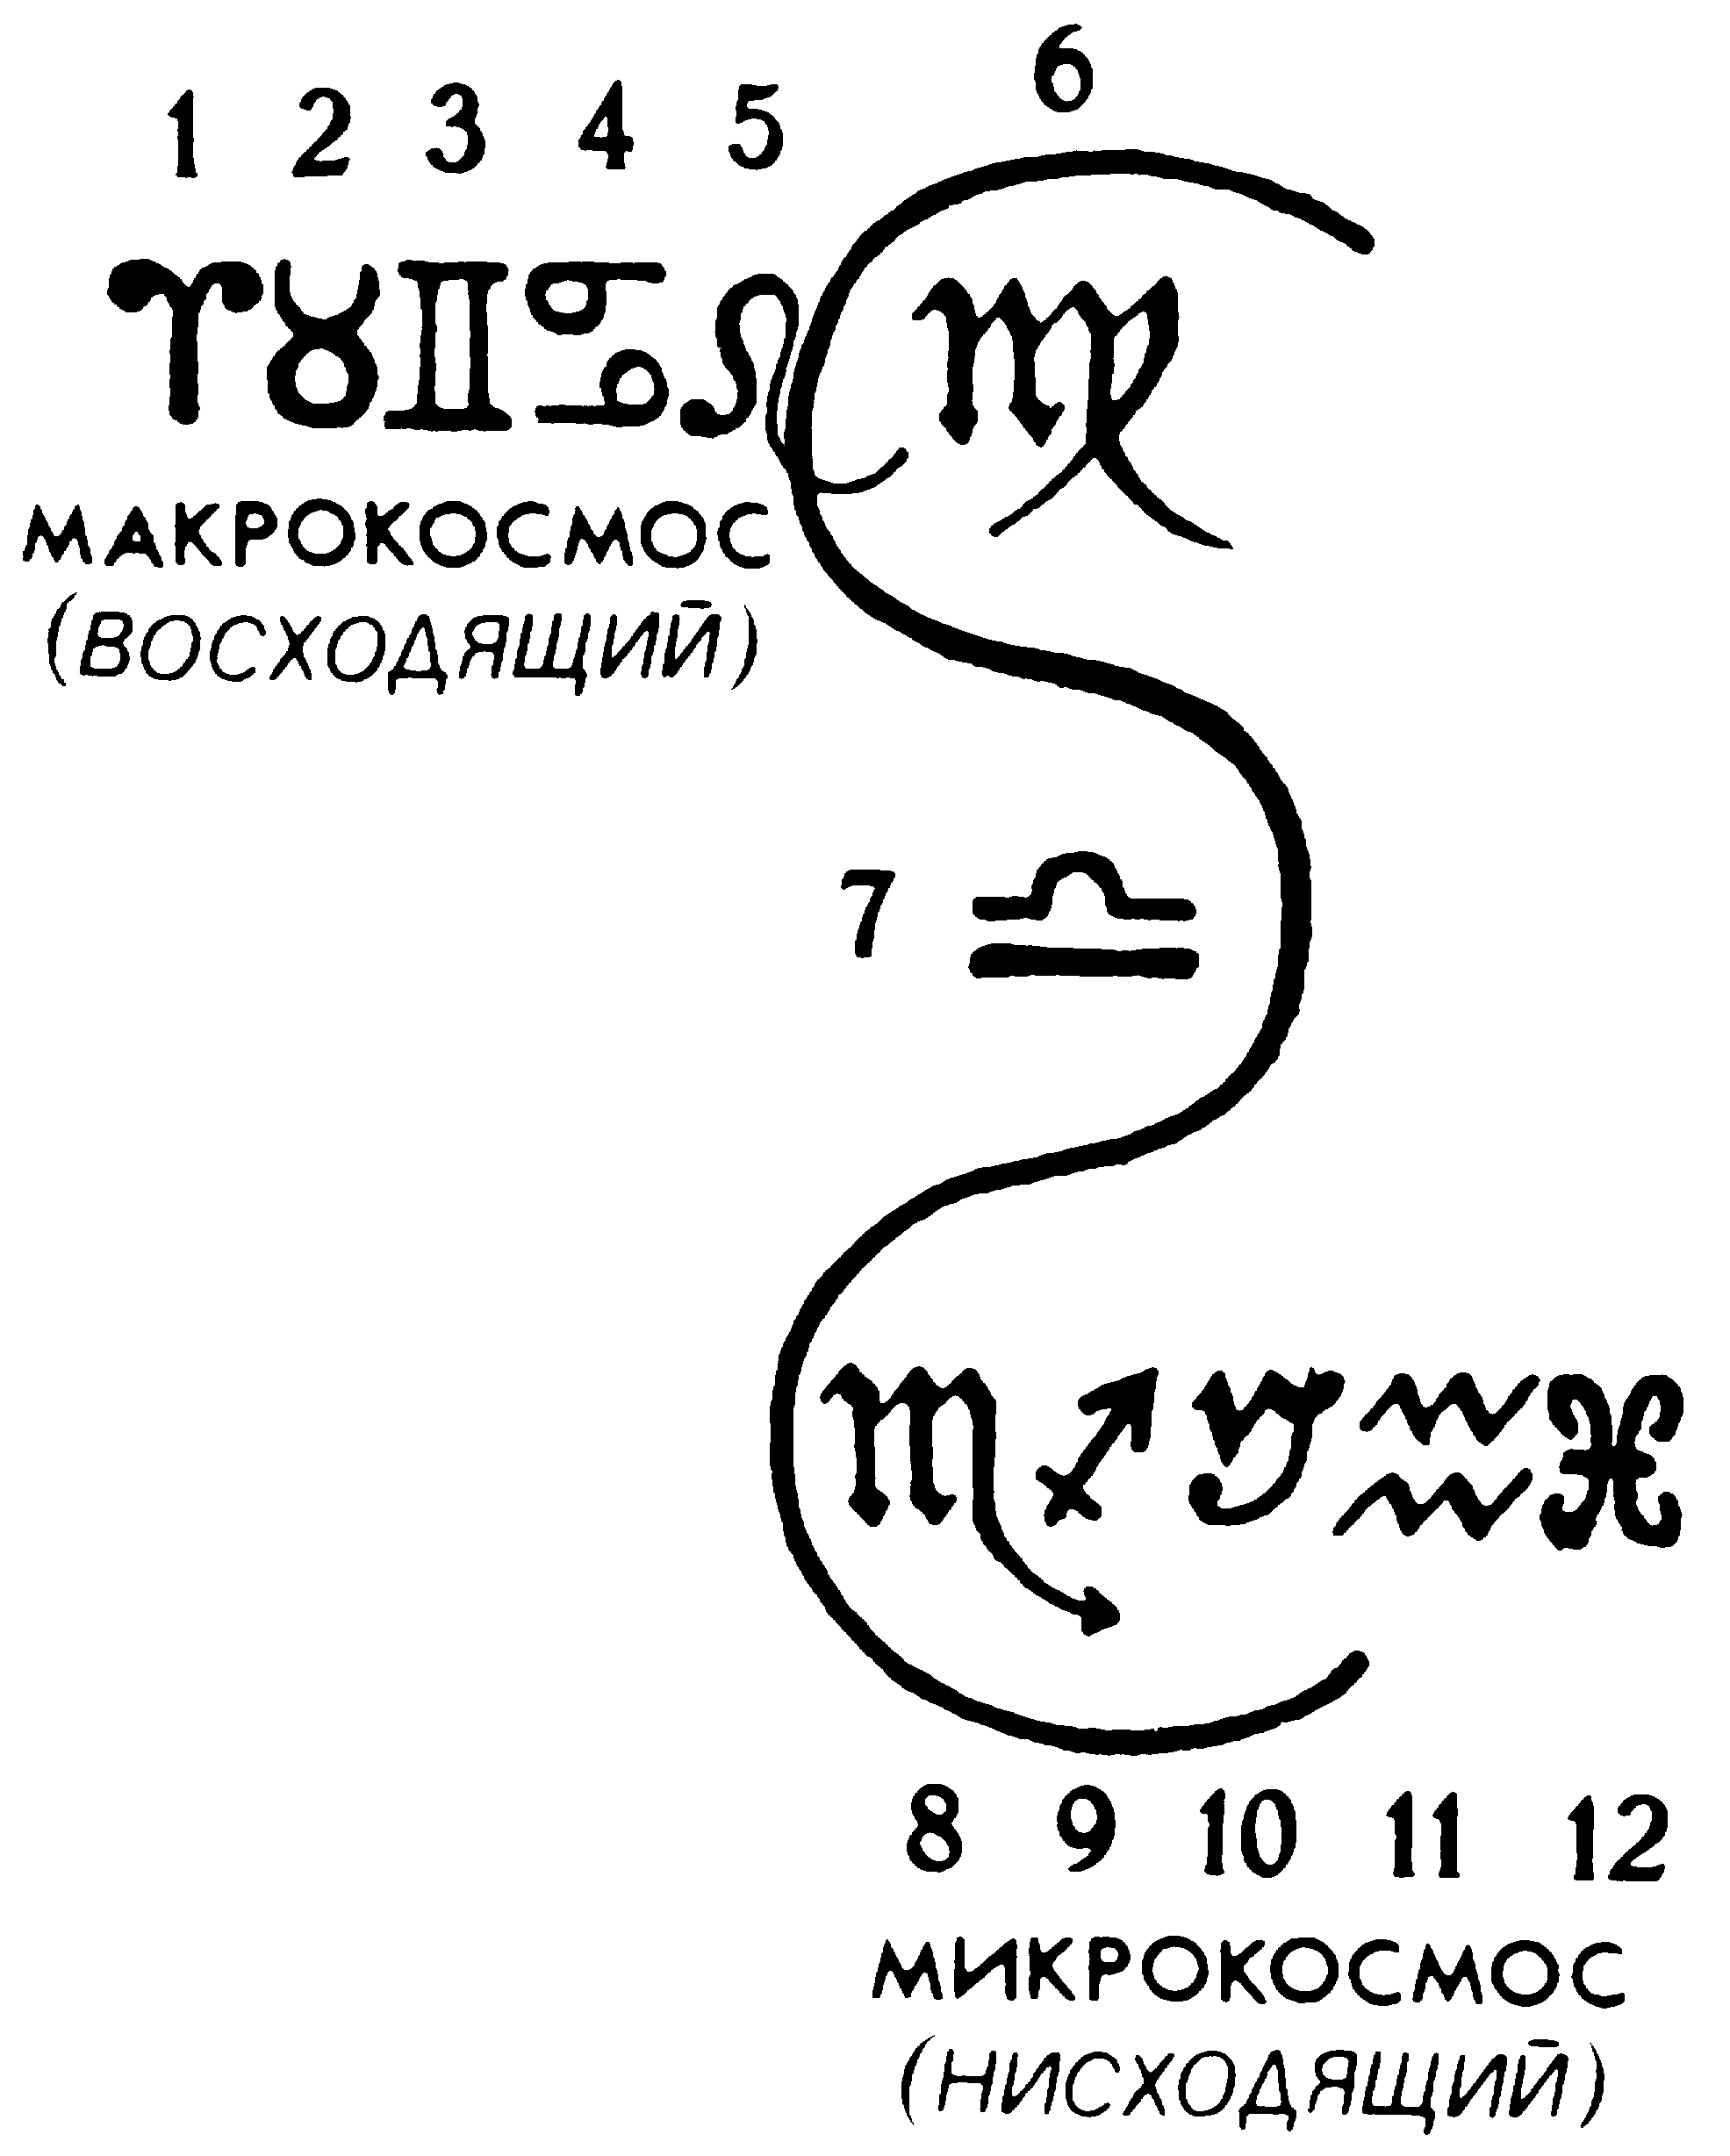 1 2 3 4 5 6
♈ ♉ ♊ ♋ ♌ ♍
МАКРОКОСМОС
(ВОСХОДЯЩИЙ)
7 ♎
♏ ♐ ♑ ♒ ♓
8 9 10 11 12
МИКРОКОСМОС
(НИСХОДЯЩИЙ)